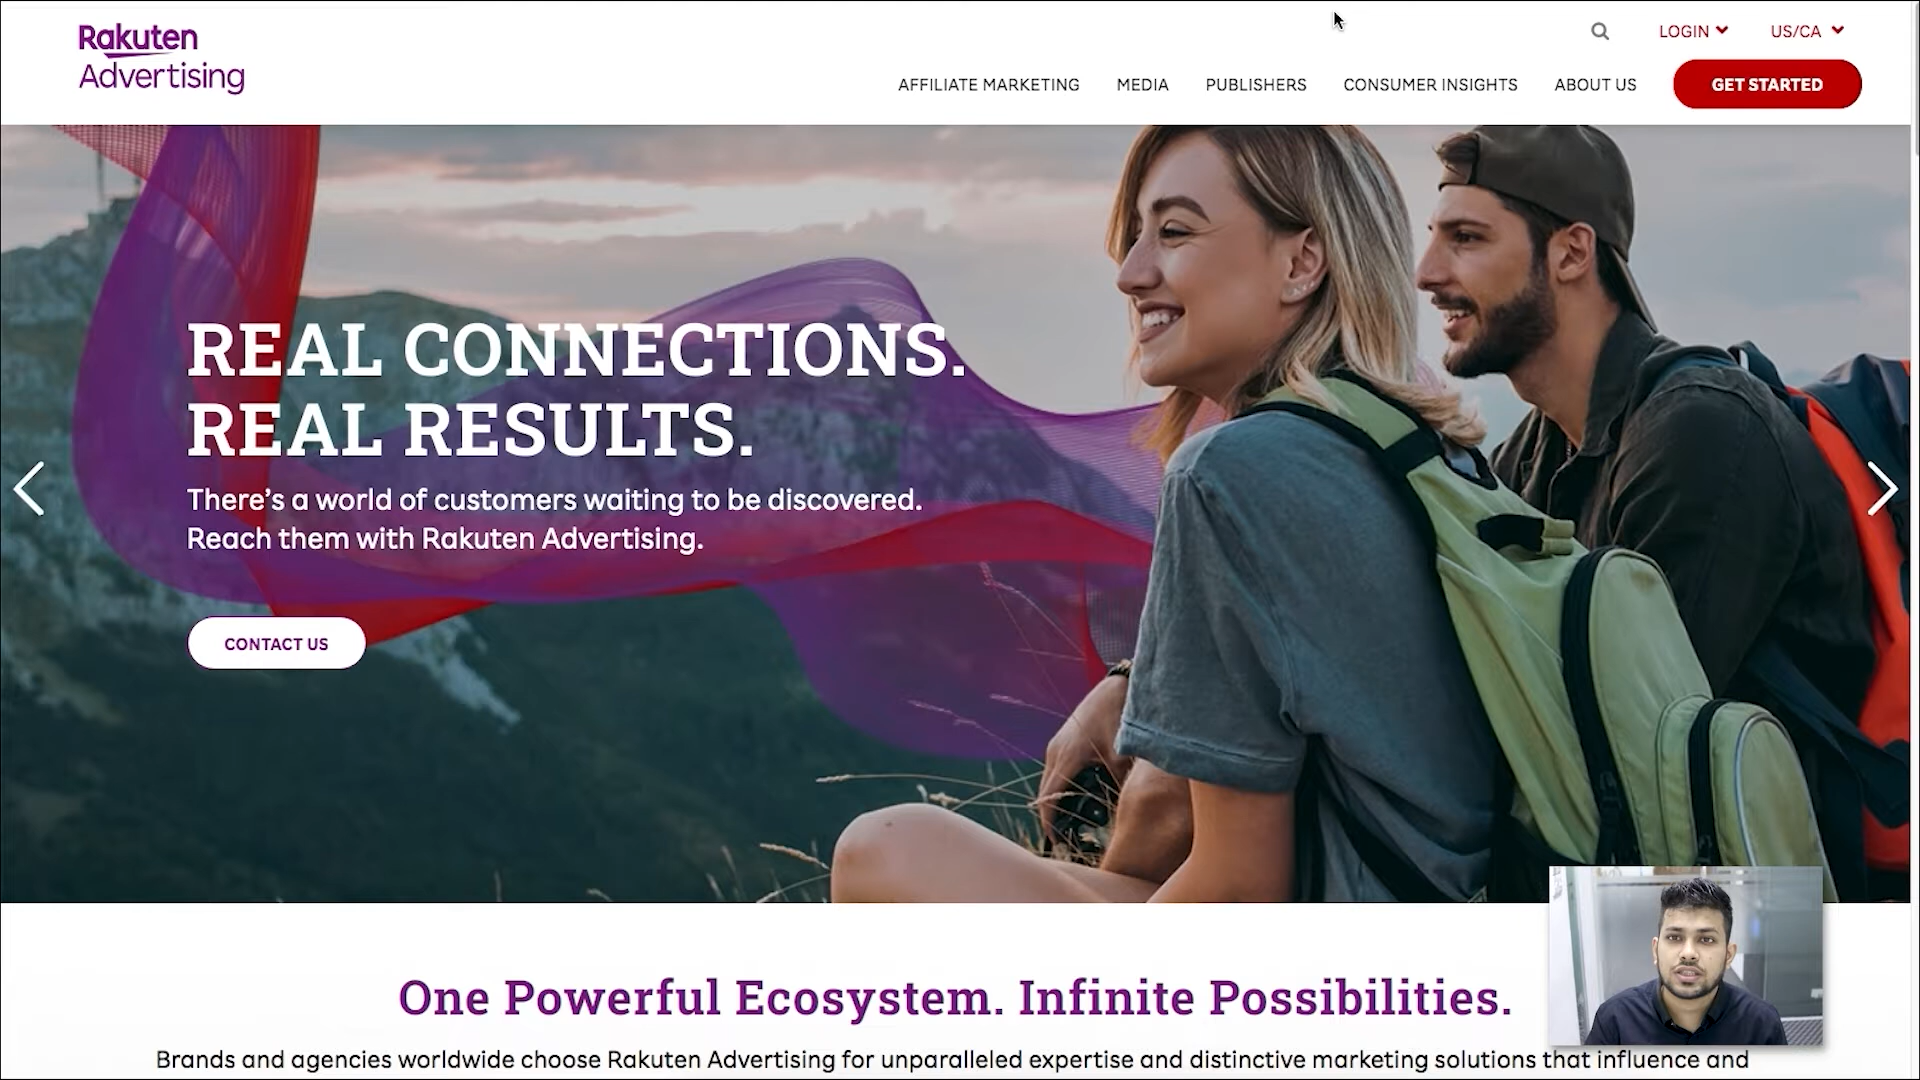 Rakuten
Advertising
LOGIN
US/CA
AFFILIATE MARKETING
MEDIA
PUBLISHERS
CONSUMER INSIGHTS
ABOUT US
GET STARTED
REAL CONNECTIONS.
REAL RESULTS.
There’s a world of customers waiting to be discovered.
Reach them with Rakuten Advertising.
CONTACT US
One Powerful Ecosystem. Infinite Possibilities.
Brands and agencies worldwide choose Rakuten Advertising for unparalleled expertise and distinctive marketing solutions that influence and